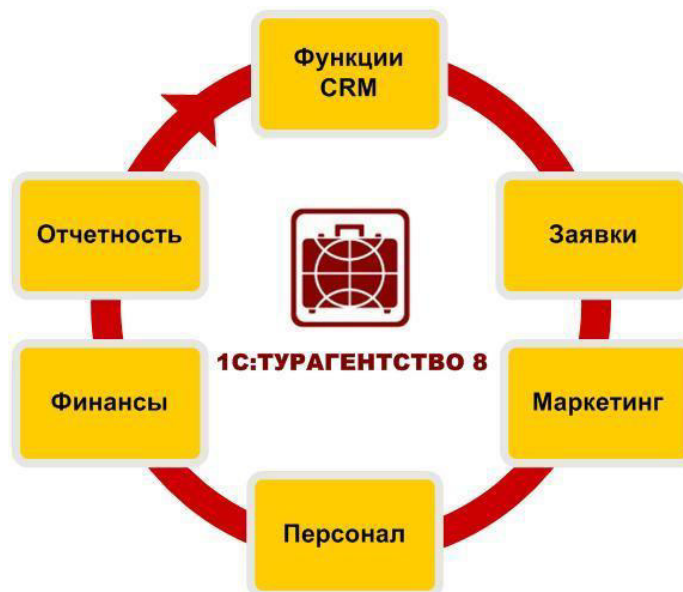 Функции
CRM
Заявки
Маркетинг
Персонал
Финансы
Отчетность
1С:ТУРАГЕНТСТВО 8